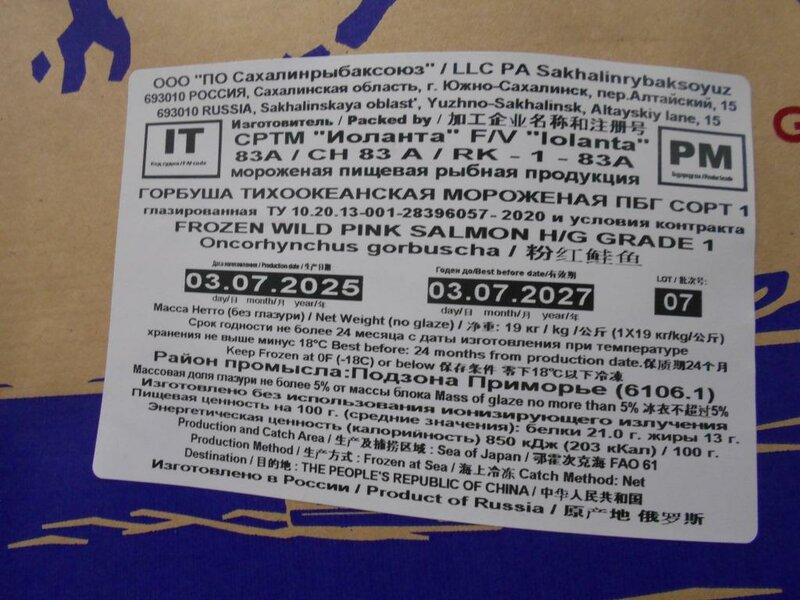 ООО "ПО Сахалинрыбаксоюз" / LLC PA Sakhalinrybaksoyuz
693010 РОССИЯ, Сахалинская область, г. Южно-Сахалинск, пер.Алтайский, 15
693010 RUSSIA, Sakhalinskaya oblast', Yuzhno-Sakhalinsk, Altayskiy lane, 15
Изготовитель / Packed by / 加工企业名称和注册号
IT
СРТМ "Иоланта" F/V "Iolanta"
PM
83A / CH 83 A / RK - 1 - 83A
мороженая пищевая рыбная продукция
ГОРБУША ТИХООКЕАНСКАЯ МОРОЖЕНАЯ ПБГ СОРТ 1
глазированная ТУ 10.20.13-001-28396057- 2020 и условия контракта
FROZEN WILD PINK SALMON H/G GRADE 1
Oncorhynchus gorbuscha / 粉红鲑鱼
Дата изготовления / Production date / 生产日期
Годен до/Best before date/有效期
LOT / 批次号:
03.07.2025
03.07.2027
07
day/日 month/月 year/年
day/日 month/月 year/年
Масса Нетто (без глазури) / Net Weight (no glaze) / 净重: 19 кг / kg /公斤 (1X19 кг/kg/公斤)
Срок годности не более 24 месяца с даты изготовления при температуре
хранения не выше минус 18°C Best before: 24 months from production date.保质期24个月
Keep Frozen at 0F (-18C) or below 保存条件 零下18℃以下冷凍
Район промысла:Подзона Приморье (6106.1)
Массовая доля глазури не более 5% от массы блока Mass of glaze no more than 5% 冰衣不超过5%
Изготовлено без использования ионизирующего излучения
Пищевая ценность на 100 г. (средние значения): белки 21.0 г. жиры 13 г.
Энергетическая ценность (калорийность) 850 кДж (203 кКал) / 100 г.
Production and Catch Area / 生产及捕捞区域 : Sea of Japan / 鄂霍次克海 FAO 61
Production Method / 生产方式 : Frozen at Sea / 海上冷冻 Catch Method: Net
Destination / 目的地 : THE PEOPLE'S REPUBLIC OF CHINA / 中华人民共和国
Изготовлено в России / Product of Russia / 原产地 俄罗斯